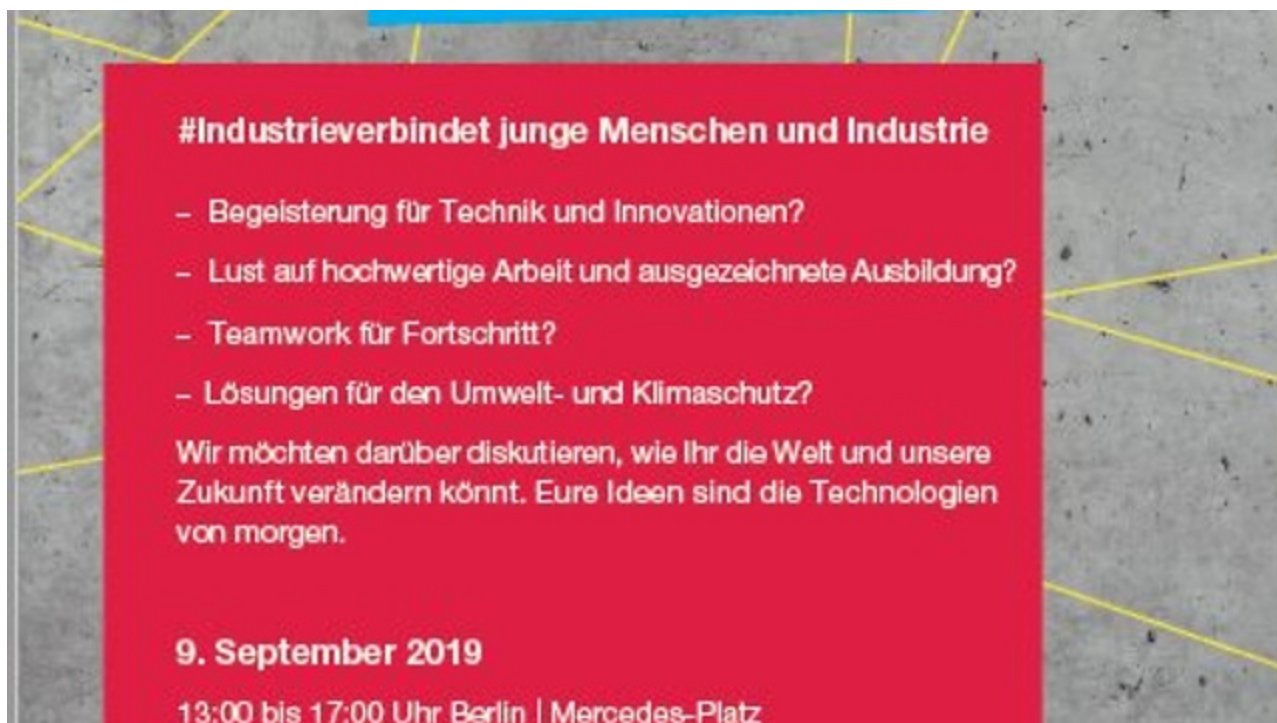 #Industrieverbindet junge Menschen und Industrie
– Begeisterung für Technik und Innovationen?
– Lust auf hochwertige Arbeit und ausgezeichnete Ausbildung?
– Teamwork für Fortschritt?
– Lösungen für den Umwelt- und Klimaschutz?
Wir möchten darüber diskutieren, wie Ihr die Welt und unsere
Zukunft verändern könnt. Eure Ideen sind die Technologien
von morgen.
9. September 2019
13:00 bis 17:00 Uhr Berlin | Mercedes-Platz